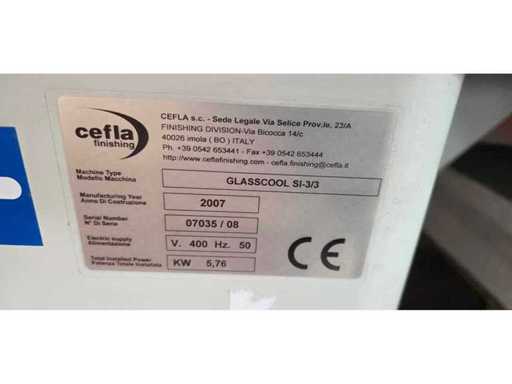 cefla
finishing
CEFLA s.c. - Sede Legale Via Selice Prov.le, 23/A
FINISHING DIVISION-Via Bicocca 14/c
40026 imola ( BO ) ITALY
Ph. +39 0542 653441 - Fax +39 0542 653444
http://www.ceflafinishing.com - cefla.finishing@cefla.it
Machine Type
Modello Macchina
GLASSCOOL SI-3/3
Manufacturing Year
Anno Di Costruzione
2007
Serial Number
N° Di Serie
07035 / 08
Electric supply
Alimentazione
V. 400 Hz. 50
Total Installed Power
Potenza Totale Installata
KW 5,76
CE